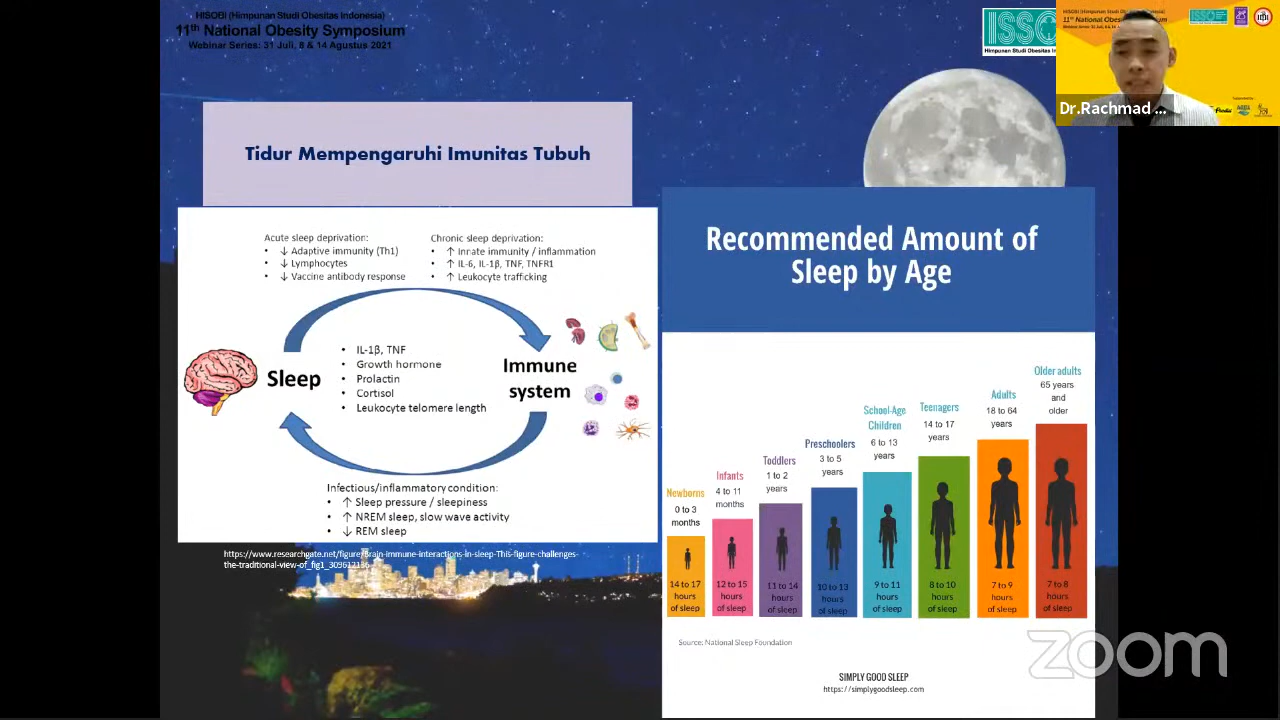 HISOBI (Himpunan Studi Obesitas Indonesia)
11th National Obesity Symposium
Webinar Series: 31 Juli, 8 & 14 Agustus 2021
ISSO
Himpunan Studi Obesitas
Dr.Rachmad ...
Tidur Mempengaruhi Imunitas Tubuh
Acute sleep deprivation:
• ↓ Adaptive immunity (Th1)
• ↓ Lymphocytes
• ↓ Vaccine antibody response
Chronic sleep deprivation:
• ↑ Innate immunity / inflammation
• ↑ IL-6, IL-1β, TNF, TNFR1
• ↑ Leukocyte trafficking
Sleep
• IL-1β, TNF
• Growth hormone
• Prolactin
• Cortisol
• Leukocyte telomere length
Immune
system
Infectious/inflammatory condition:
• ↑ Sleep pressure / sleepiness
• ↑ NREM sleep, slow wave activity
• ↓ REM sleep
https://www.researchgate.net/figure/Brain-immune-interactions-in-sleep-This-figure-challenges-
the-traditional-view-of_fig1_309612136
Recommended Amount of
Sleep by Age
Newborns
0 to 3
months
14 to 17
hours
of sleep
Infants
4 to 11
months
12 to 15
hours
of sleep
Toddlers
1 to 2
years
11 to 14
hours
of sleep
Preschoolers
3 to 5
years
10 to 13
hours
of sleep
School-Age
Children
6 to 13
years
9 to 11
hours
of sleep
Teenagers
14 to 17
years
8 to 10
hours
of sleep
Adults
18 to 64
years
7 to 9
hours
of sleep
Older adults
65 years
and
older
7 to 8
hours
of sleep
Source: National Sleep Foundation
SIMPLY GOOD SLEEP
https://simplygoodsleep.com
zoom